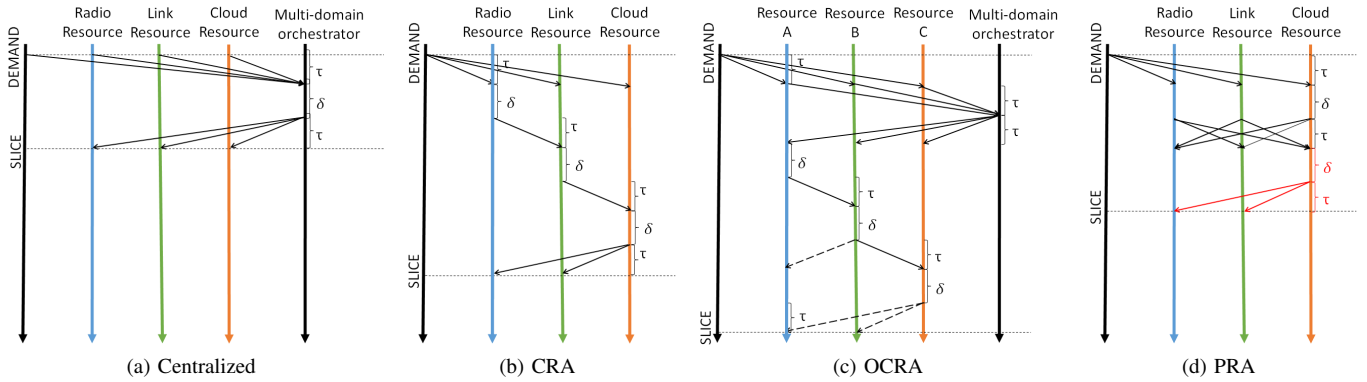 Radio
Resource
Link
Resource
Cloud
Resource
Multi-domain
orchestrator
DEMAND
SLICE
τ
δ
τ
(a) Centralized
Radio
Resource
Link
Resource
Cloud
Resource
DEMAND
SLICE
τ
δ
τ
δ
τ
δ
τ
(b) CRA
Resource
A
Resource
B
Resource
C
Multi-domain
orchestrator
DEMAND
SLICE
τ
τ
τ
δ
τ
δ
τ
δ
τ
(c) OCRA
Radio
Resource
Link
Resource
Cloud
Resource
DEMAND
SLICE
τ
δ
τ
δ
τ
(d) PRA